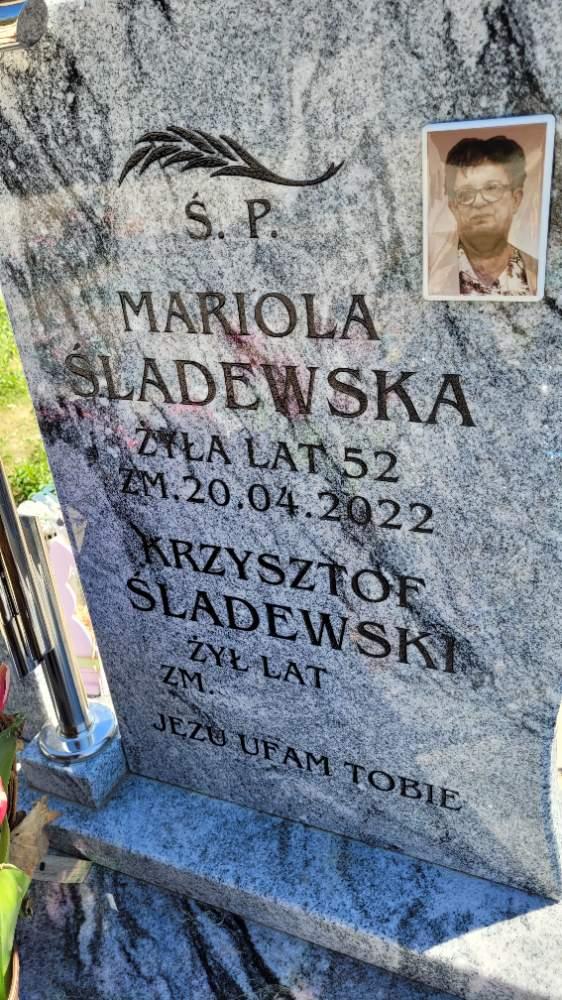 Ś. P.
MARIOLA
ŚLADEWSKA
ŻYŁA LAT 52
ZM. 20.04.2022
KRZYSZTOF
ŚLADEWSKI
ŻYŁ LAT
ZM.
JEZU UFAM TOBIE